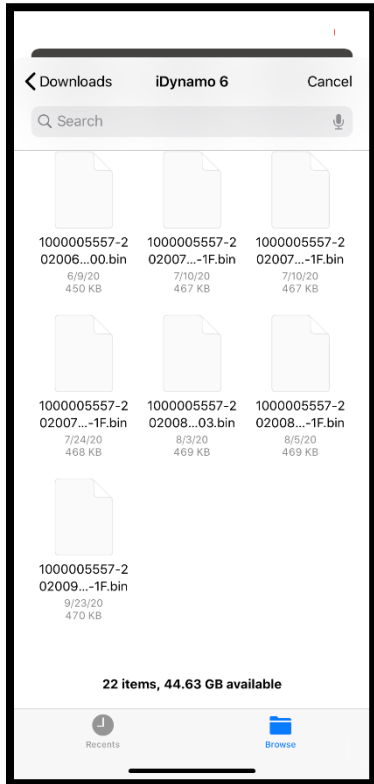 Downloads
iDynamo 6
Cancel
Search
1000005557-2
02006...00.bin
6/9/20
450 KB
1000005557-2
02007...-1F.bin
7/10/20
467 KB
1000005557-2
02007...-1F.bin
7/10/20
467 KB
1000005557-2
02007...-1F.bin
7/24/20
468 KB
1000005557-2
02008...03.bin
8/3/20
469 KB
1000005557-2
02008...-1F.bin
8/5/20
469 KB
1000005557-2
02009...-1F.bin
9/23/20
470 KB
22 items, 44.63 GB available
Recents
Browse